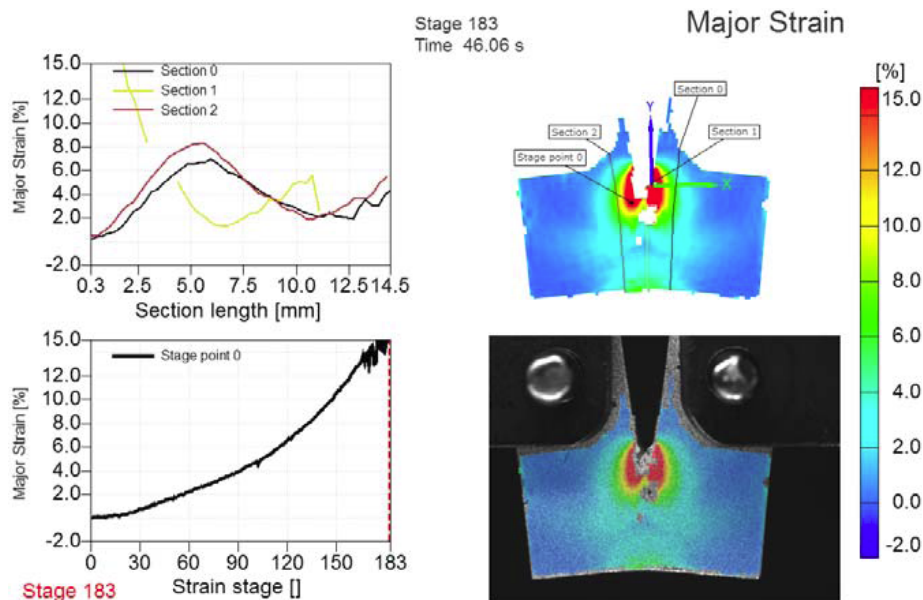 Stage 183
Time 46.06 s
Major Strain
Major Strain [%]
15.0
12.0
10.0
8.0
6.0
4.0
2.0
-2.0
Section 0
Section 1
Section 2
0.3 2.5 5.0 7.5 10.0 12.5 14.5
Section length [mm]
Section 0
Section 2
Section 1
Stage point 0
Y
X
[%]
15.0
12.0
10.0
8.0
6.0
4.0
2.0
0.0
-2.0
Major Strain [%]
15.0
12.0
10.0
8.0
6.0
4.0
2.0
-2.0
Stage point 0
0 30 60 90 120 150 183
Strain stage []
Stage 183